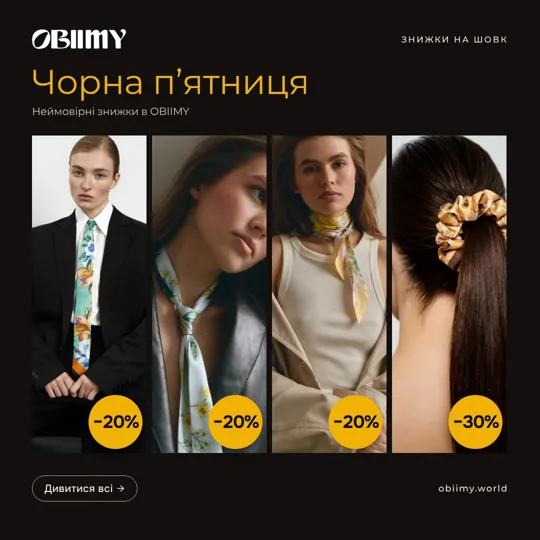 OBIIMY
ЗНИЖКИ НА ШОВК
Чорна п’ятниця
Неймовірні знижки в OBIIMY
−20%
−20%
−20%
−30%
Дивитися всі →
obiimy.world